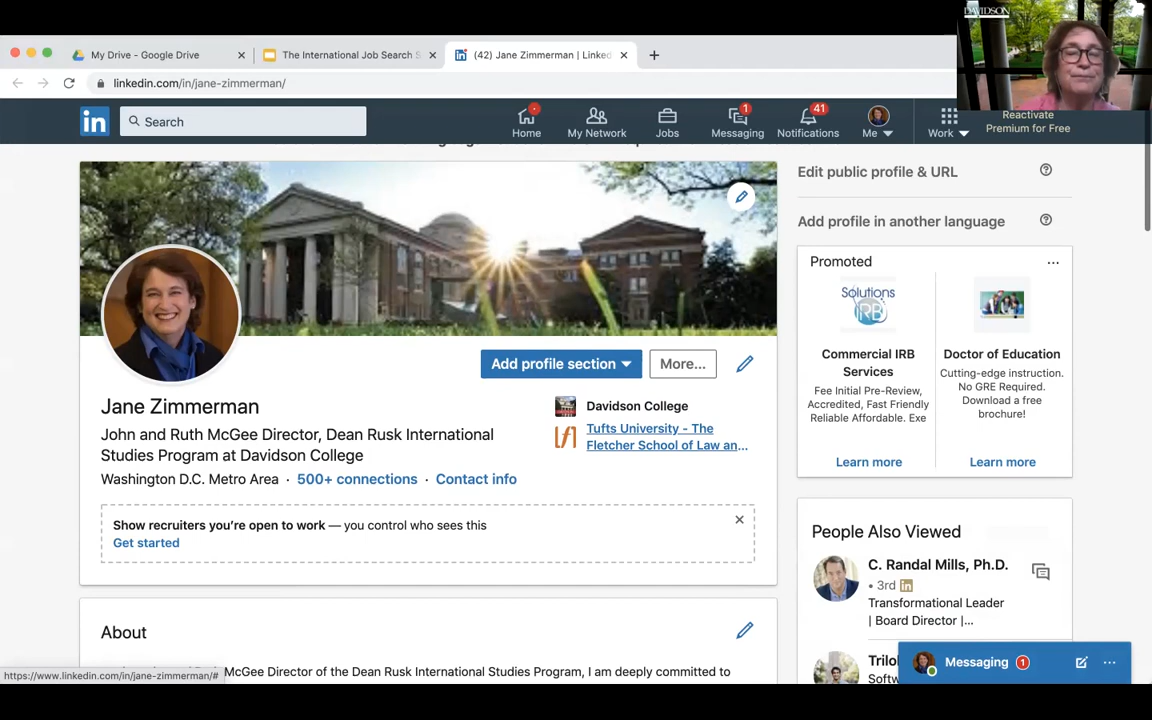 DAVIDSON
My Drive - Google Drive
The International Job Search S
(42) Jane Zimmerman | Linked
linkedin.com/in/jane-zimmerman/
in
Search
Home
My Network
Jobs
1
Messaging
41
Notifications
Me
Work
Reactivate
Premium for Free
Edit public profile & URL
Add profile in another language
Promoted
Solutions
IRB
Commercial IRB
Services
Fee Initial Pre-Review,
Accredited, Fast Friendly
Reliable Affordable. Exe
Learn more
Doctor of Education
Cutting-edge instruction.
No GRE Required.
Download a free
brochure!
Learn more
Add profile section
More...
Jane Zimmerman
John and Ruth McGee Director, Dean Rusk International
Studies Program at Davidson College
Washington D.C. Metro Area · 500+ connections · Contact info
Davidson College
Tufts University - The
Fletcher School of Law an...
Show recruiters you're open to work — you control who sees this
Get started
People Also Viewed
C. Randal Mills, Ph.D.
• 3rd in
Transformational Leader
| Board Director |...
Trilo
Softw
About
McGee Director of the Dean Rusk International Studies Program, I am deeply committed to
Messaging 1
https://www.linkedin.com/in/jane-zimmerman/#